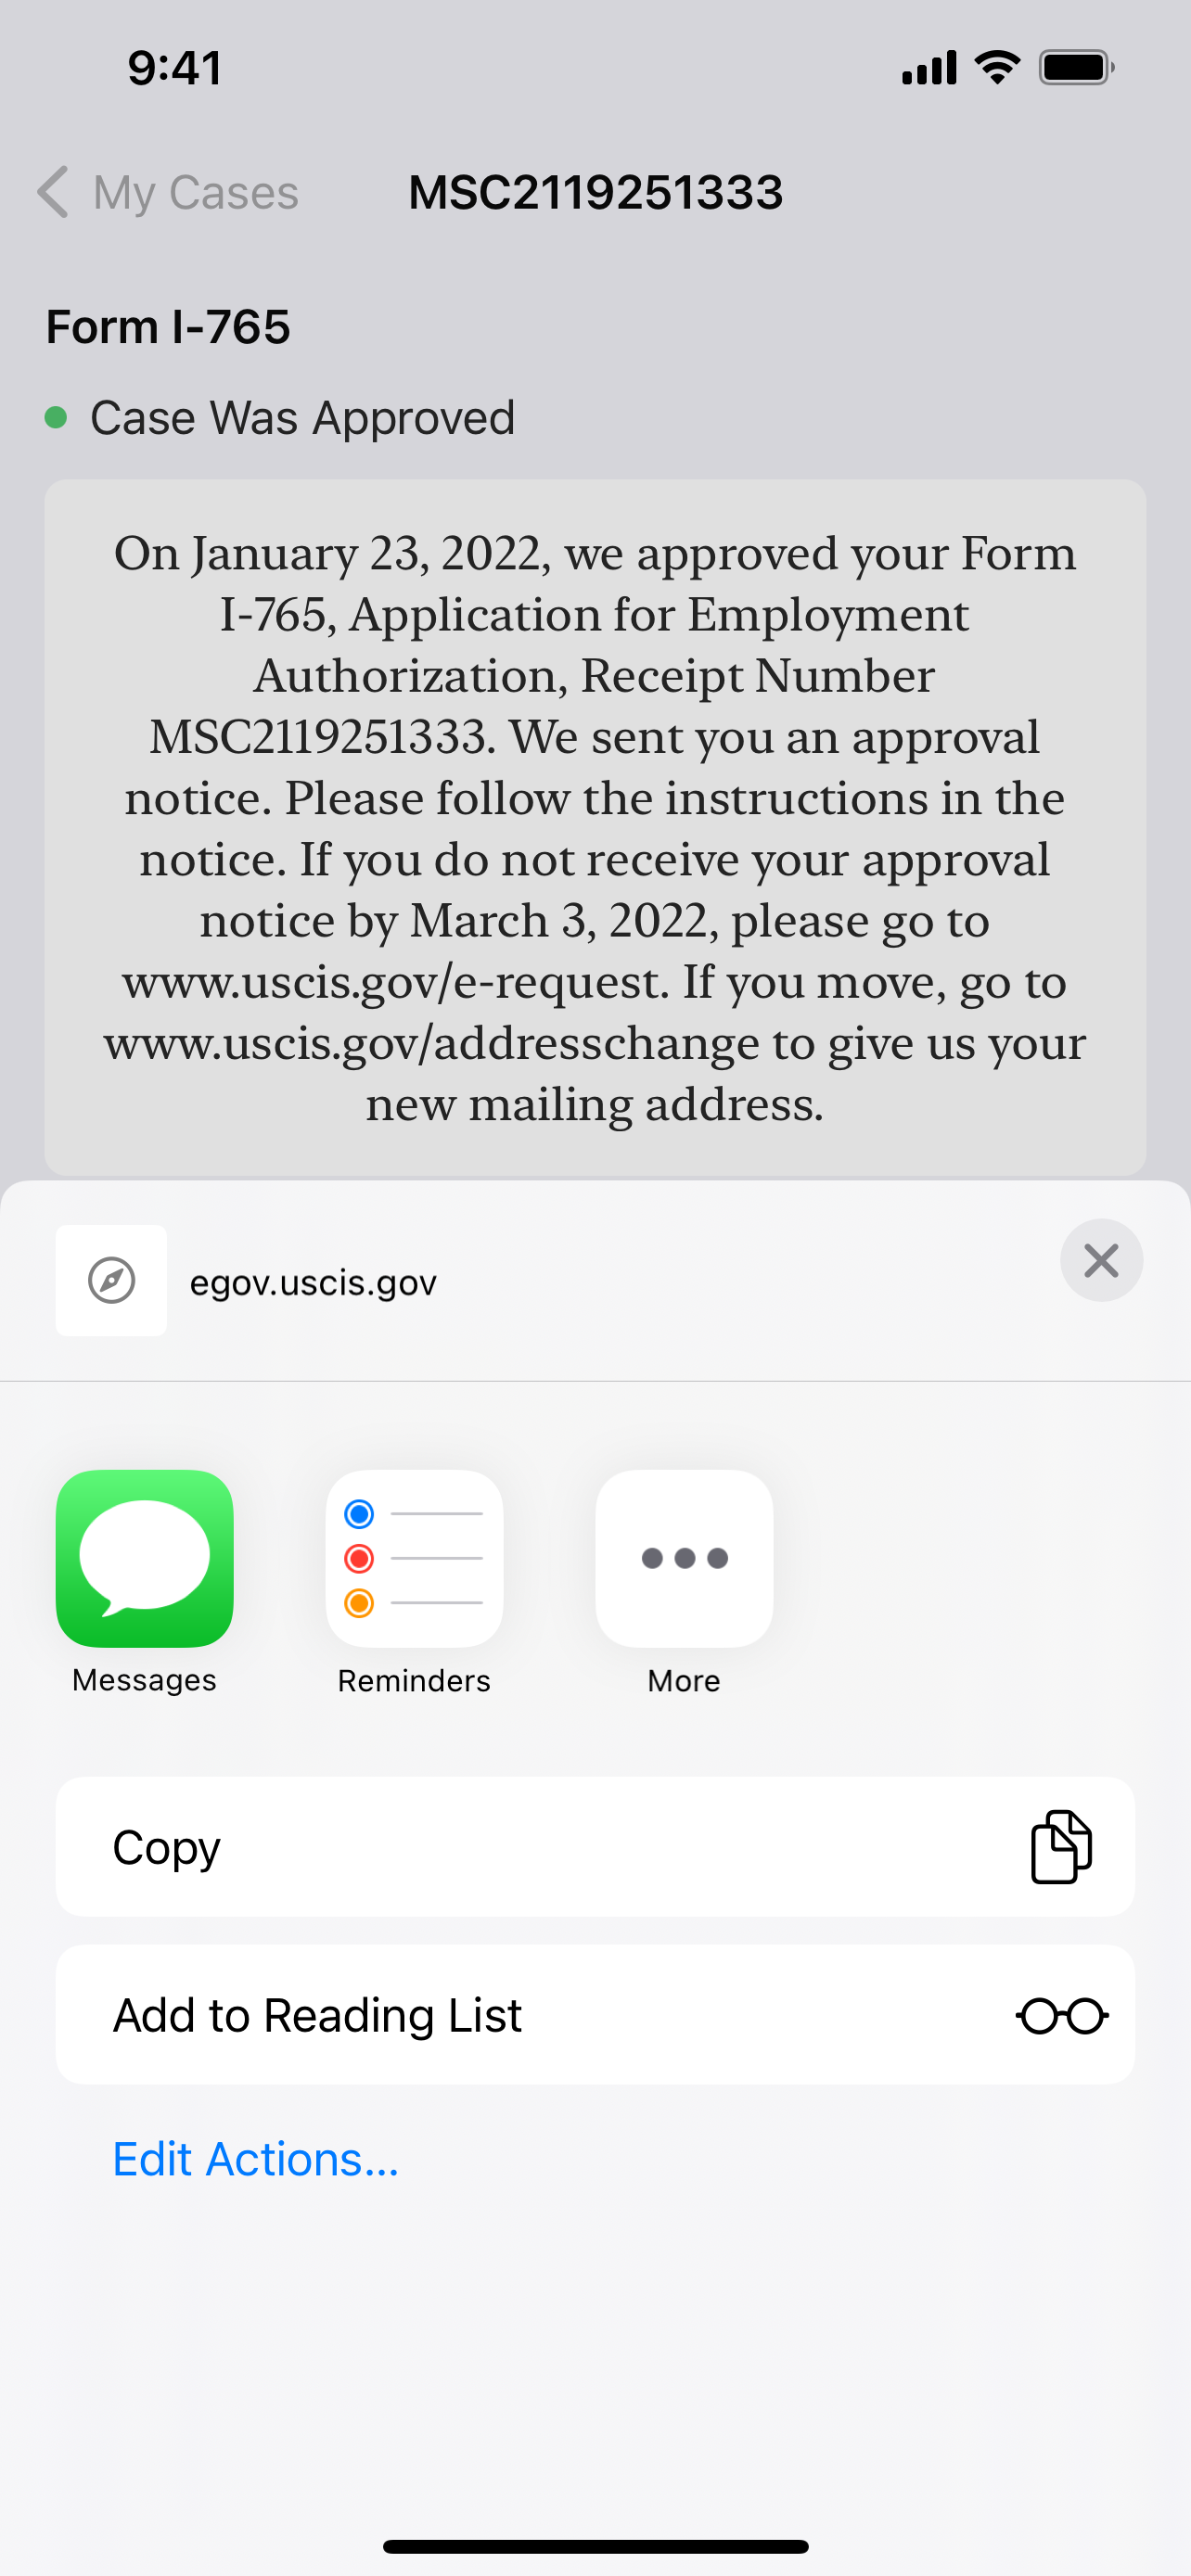 9:41
My Cases
MSC2119251333
Form I-765
Case Was Approved
On January 23, 2022, we approved your Form
I-765, Application for Employment
Authorization, Receipt Number
MSC2119251333. We sent you an approval
notice. Please follow the instructions in the
notice. If you do not receive your approval
notice by March 3, 2022, please go to
www.uscis.gov/e-request. If you move, go to
www.uscis.gov/addresschange to give us your
new mailing address.
egov.uscis.gov
Messages
Reminders
More
Copy
Add to Reading List
Edit Actions...